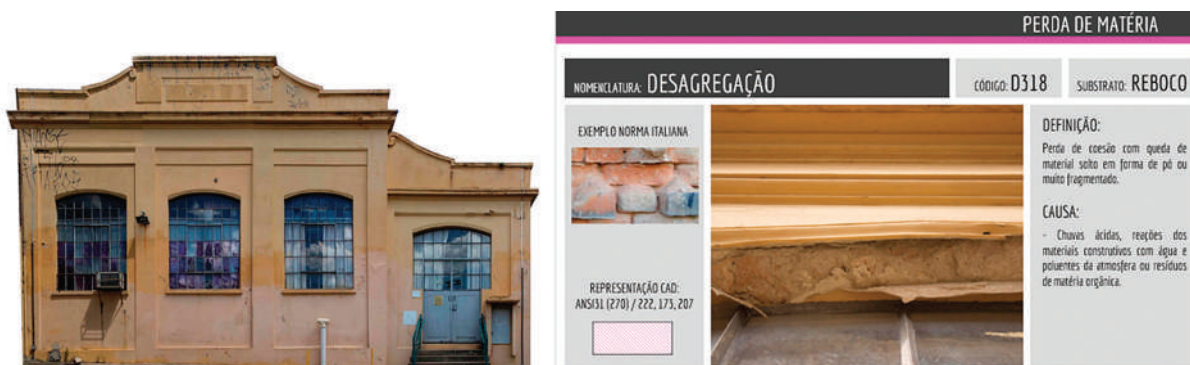 PERDA DE MATÉRIA
NOMENCLATURA: DESAGREGAÇÃO
CÓDIGO: D318
SUBSTRATO: REBOCO
EXEMPLO NORMA ITALIANA
REPRESENTAÇÃO CAD:
ANSI31 (270) / 222, 173, 207
DEFINIÇÃO:
Perda de coesão com queda de
material solto em forma de pó ou
muito fragmentado.
CAUSA:
- Chuvas ácidas, reações dos
materiais construtivos com água e
poluentes da atmosfera ou resíduos
de matéria orgânica.